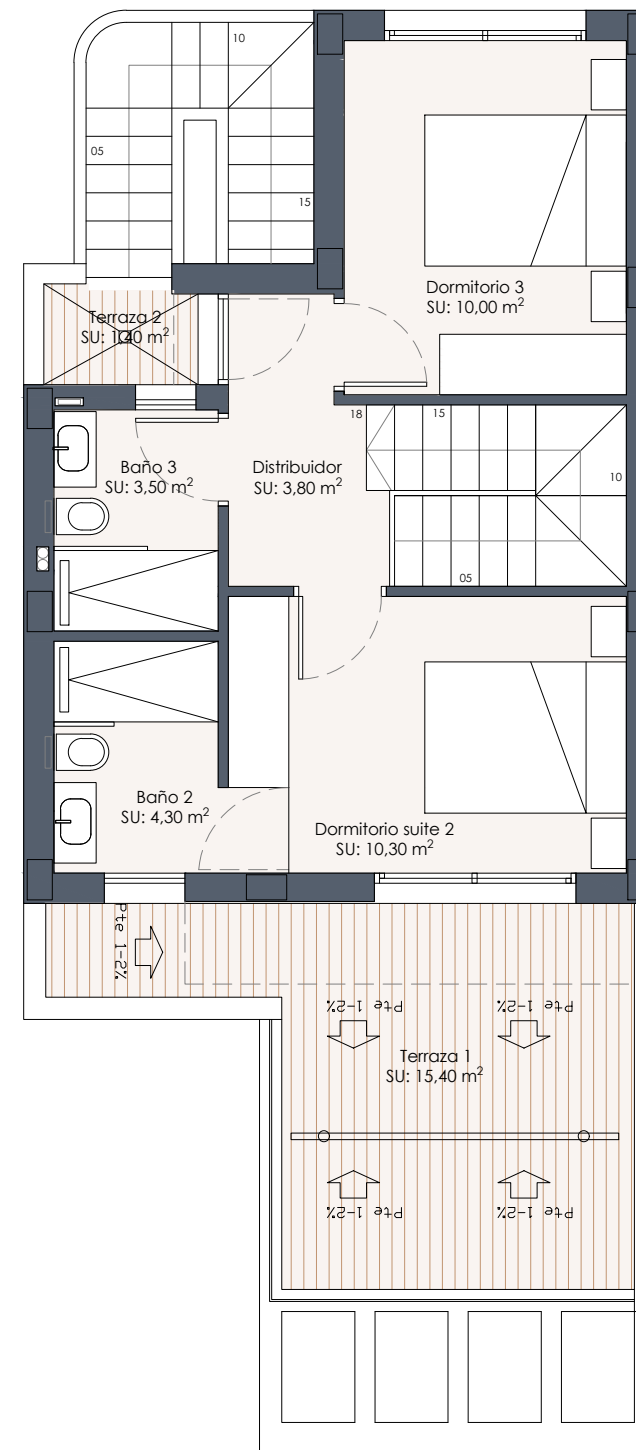 10
05
15
Dormitorio 3
SU: 10,00 m²
Terraza 2
SU: 1,40 m²
18
15
10
05
Baño 3
SU: 3,50 m²
Distribuidor
SU: 3,80 m²
Baño 2
SU: 4,30 m²
Dormitorio suite 2
SU: 10,30 m²
Pte 1-2%
Pte 1-2%
Pte 1-2%
Terraza 1
SU: 15,40 m²
Pte 1-2%
Pte 1-2%